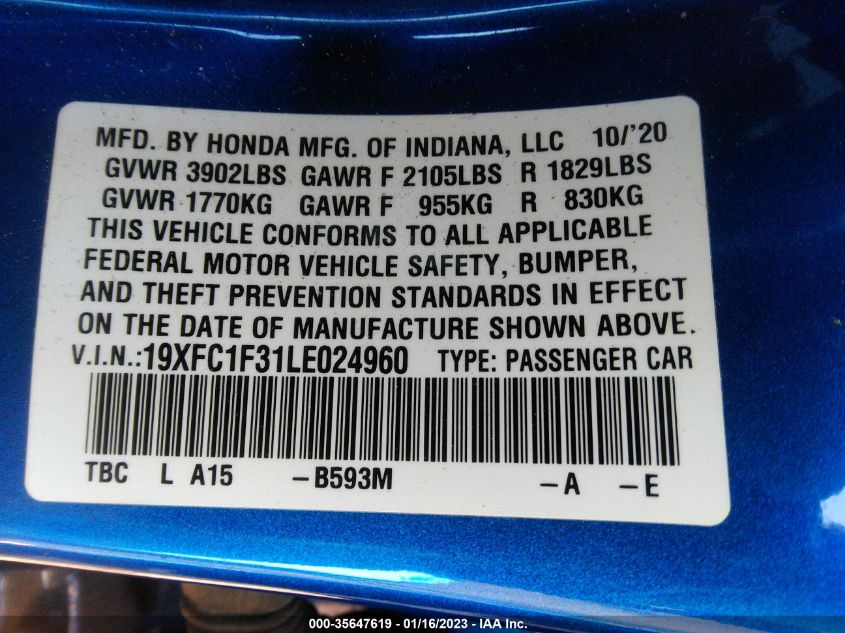 MFD. BY HONDA MFG. OF INDIANA, LLC 10/'20
GVWR 3902LBS GAWR F 2105LBS R 1829LBS
GVWR 1770KG GAWR F 955KG R 830KG
THIS VEHICLE CONFORMS TO ALL APPLICABLE
FEDERAL MOTOR VEHICLE SAFETY, BUMPER,
AND THEFT PREVENTION STANDARDS IN EFFECT
ON THE DATE OF MANUFACTURE SHOWN ABOVE.
V.I.N.:19XFC1F31LE024960 TYPE: PASSENGER CAR
TBC L A15 -B593M -A -E
000-35647619 - 01/16/2023 - IAA Inc.